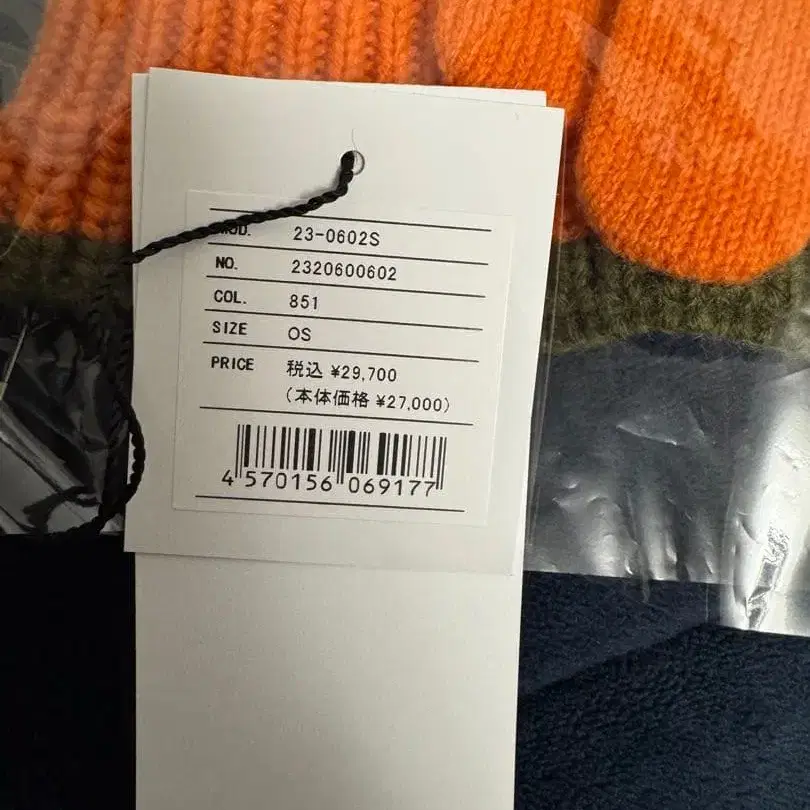 MOD. 23-0602S
NO. 2320600602
COL. 851
SIZE OS
PRICE 税込 ¥29,700
(本体価格 ¥27,000)
4 570156 069177